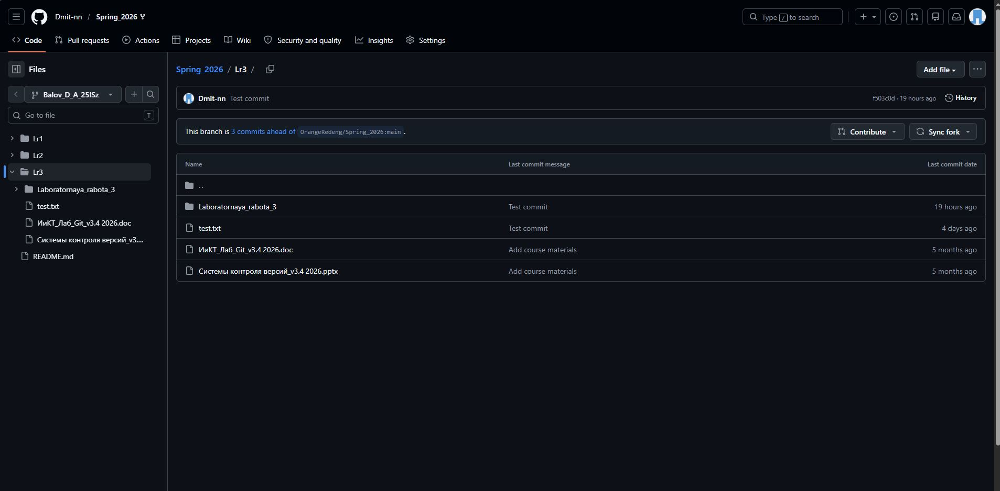 Dmit-nn / Spring_2026
Type / to search
Code Pull requests Actions Projects Wiki Security and quality Insights Settings
Files
Balov_D_A_25ISz
Go to file T
Lr1
Lr2
Lr3
Laboratornaya_rabota_3
test.txt
ИиКТ_Лаб_Git_v3.4 2026.doc
Системы контроля версий_v3....
README.md
Spring_2026 / Lr3 /
Add file
Dmit-nn Test commit
f503c0d · 19 hours ago History
This branch is 3 commits ahead of OrangeRedeng/Spring_2026:main .
Contribute Sync fork
Name Last commit message Last commit date
..
Laboratornaya_rabota_3 Test commit 19 hours ago
test.txt Test commit 4 days ago
ИиКТ_Лаб_Git_v3.4 2026.doc Add course materials 5 months ago
Системы контроля версий_v3.4 2026.pptx Add course materials 5 months ago